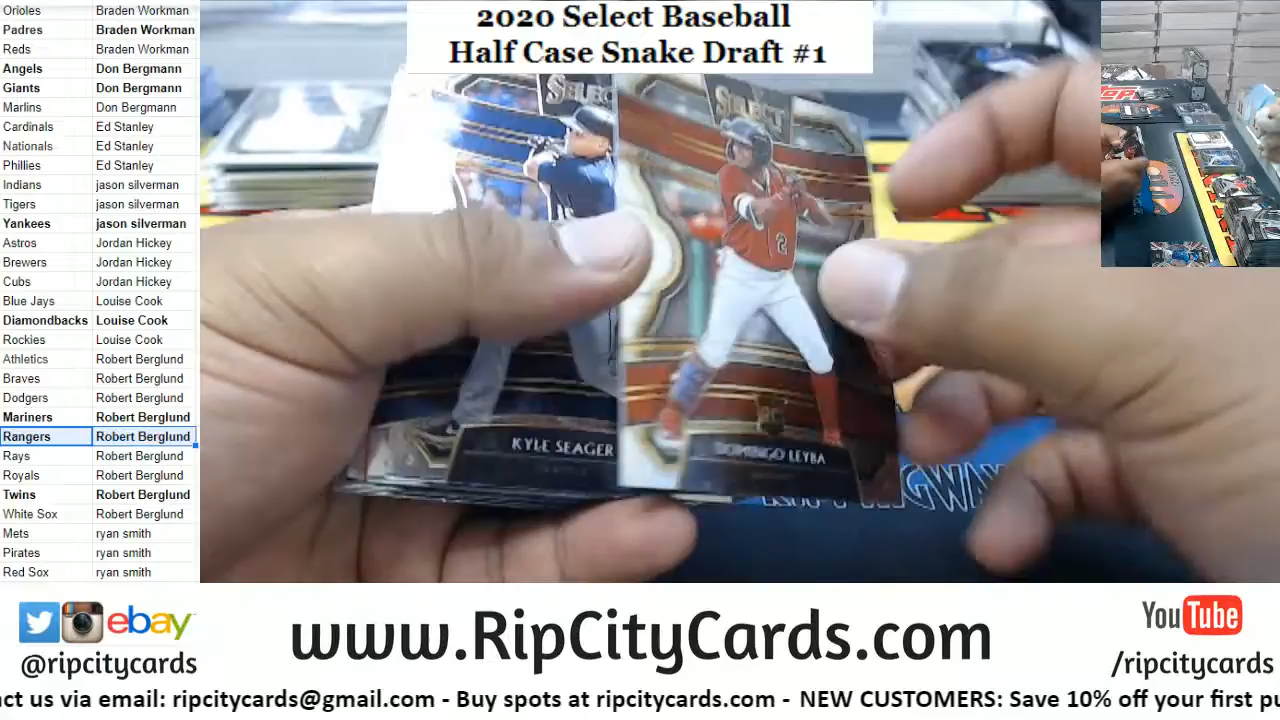 2020 Select Baseball
Half Case Snake Draft #1
Orioles Braden Workman
Padres Braden Workman
Reds Braden Workman
Angels Don Bergmann
Giants Don Bergmann
Marlins Don Bergmann
Cardinals Ed Stanley
Nationals Ed Stanley
Phillies Ed Stanley
Indians jason silverman
Tigers jason silverman
Yankees jason silverman
Astros Jordan Hickey
Brewers Jordan Hickey
Cubs Jordan Hickey
Blue Jays Louise Cook
Diamondbacks Louise Cook
Rockies Louise Cook
Athletics Robert Berglund
Braves Robert Berglund
Dodgers Robert Berglund
Mariners Robert Berglund
Rangers Robert Berglund
Rays Robert Berglund
Royals Robert Berglund
Twins Robert Berglund
White Sox Robert Berglund
Mets ryan smith
Pirates ryan smith
Red Sox ryan smith
SELECT
KYLE SEAGER
SELECT
2
RC
DOMINGO LEYBA
ebay
@ripcitycards
www.RipCityCards.com
YouTube
/ripcitycards
act us via email: ripcitycards@gmail.com - Buy spots at ripcitycards.com - NEW CUSTOMERS: Save 10% off your first pu